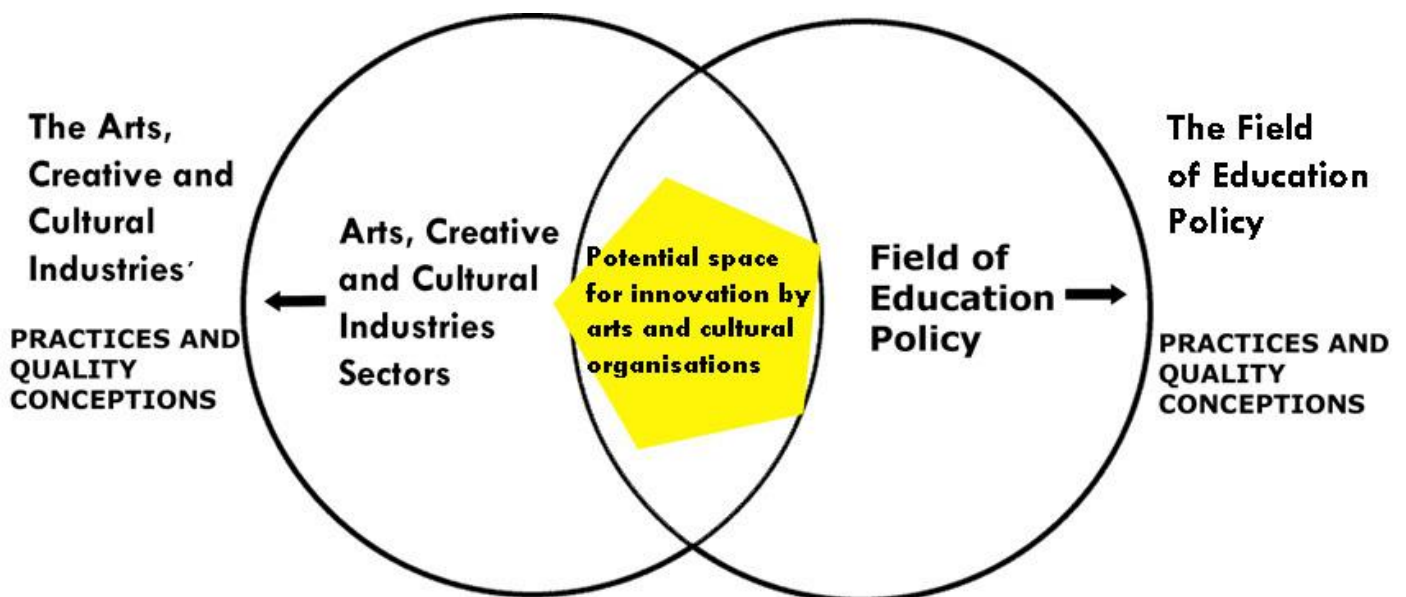 The Arts,
Creative and
Cultural
Industries′
PRACTICES AND
QUALITY
CONCEPTIONS
Arts, Creative
and Cultural
Industries
Sectors
Potential space
for innovation by
arts and cultural
organisations
Field of
Education
Policy
The Field
of Education
Policy
PRACTICES AND
QUALITY
CONCEPTIONS